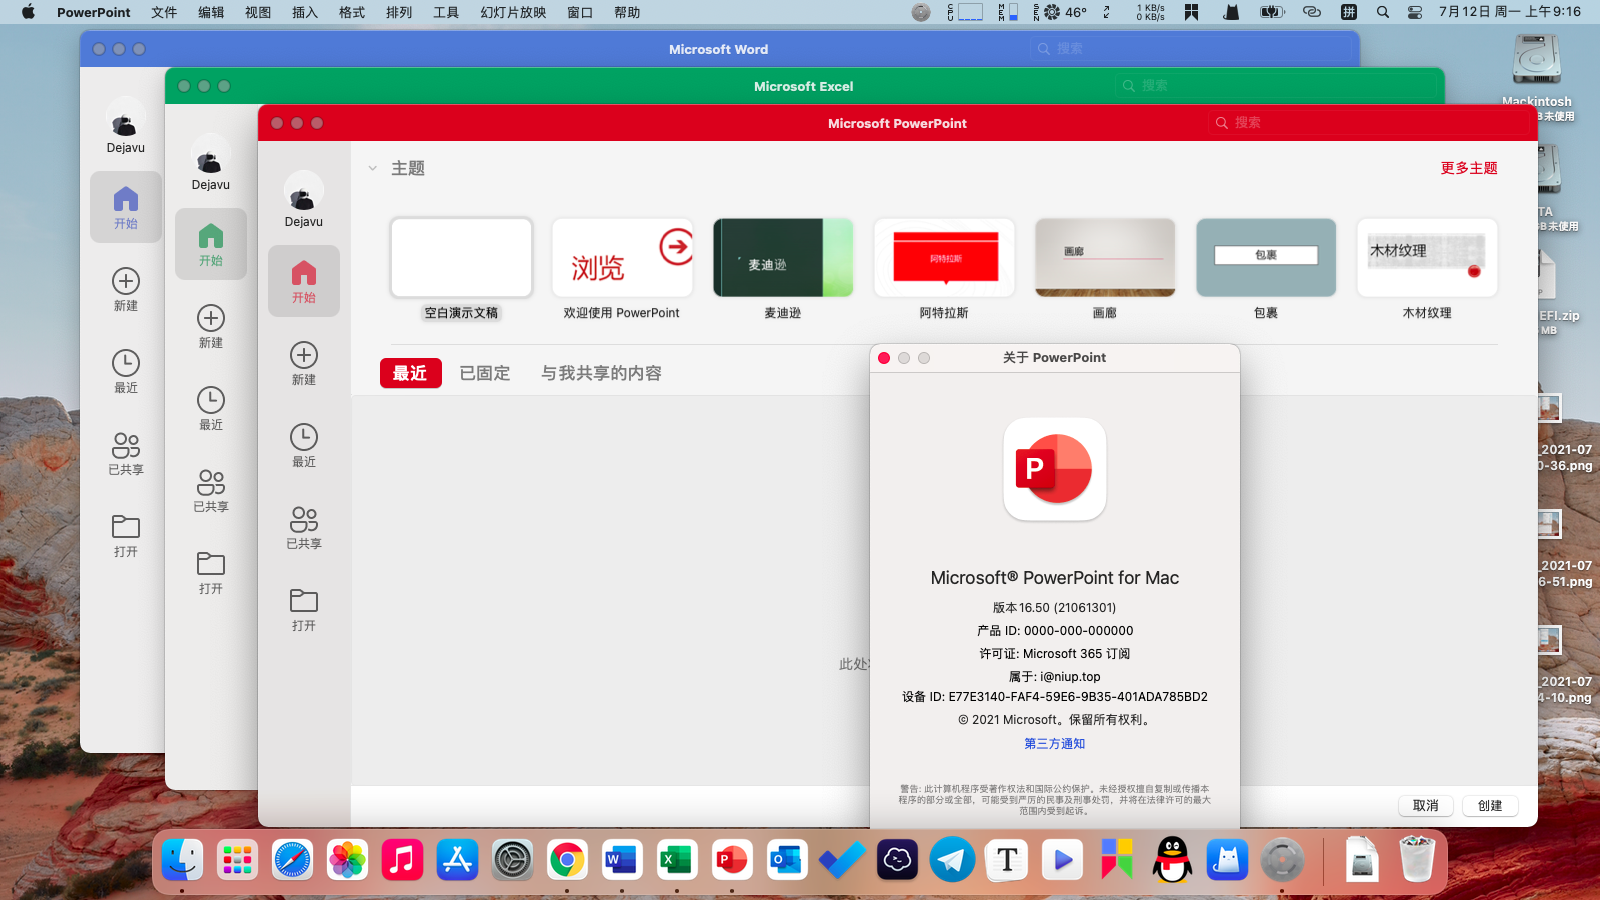 PowerPoint 文件 编辑 视图 插入 格式 排列 工具 幻灯片放映 窗口 帮助
CPU MEM SEN 46° 1 KB/s 0 KB/s 拼 7月12日 周一 上午9:16
Microsoft Word
搜索
Microsoft Excel
搜索
Microsoft PowerPoint
搜索
Mackintosh
B未使用
TA
B未使用
EFI.zip
MB
_2021-07
0-36.png
_2021-07
6-51.png
_2021-07
4-10.png
Dejavu
开始
新建
最近
已共享
打开
Dejavu
开始
新建
最近
已共享
打开
Dejavu
开始
新建
最近
已共享
打开
主题
更多主题
浏览
麦迪逊
阿特拉斯
画廊
包裹
木材纹理
空白演示文稿
欢迎使用 PowerPoint
麦迪逊
阿特拉斯
画廊
包裹
木材纹理
最近 已固定 与我共享的内容
此处
关于 PowerPoint
P
Microsoft® PowerPoint for Mac
版本 16.50 (21061301)
产品 ID: 0000-000-000000
许可证: Microsoft 365 订阅
属于: i@niup.top
设备 ID: E77E3140-FAF4-59E6-9B35-401ADA785BD2
© 2021 Microsoft。保留所有权利。
第三方通知
警告: 此计算机程序受著作权法和国际公约保护。未经授权擅自复制或传播本
程序的部分或全部，可能受到严厉的民事及刑事处罚，并将在法律许可的最大
范围内受到起诉。
取消
创建
W X P O T